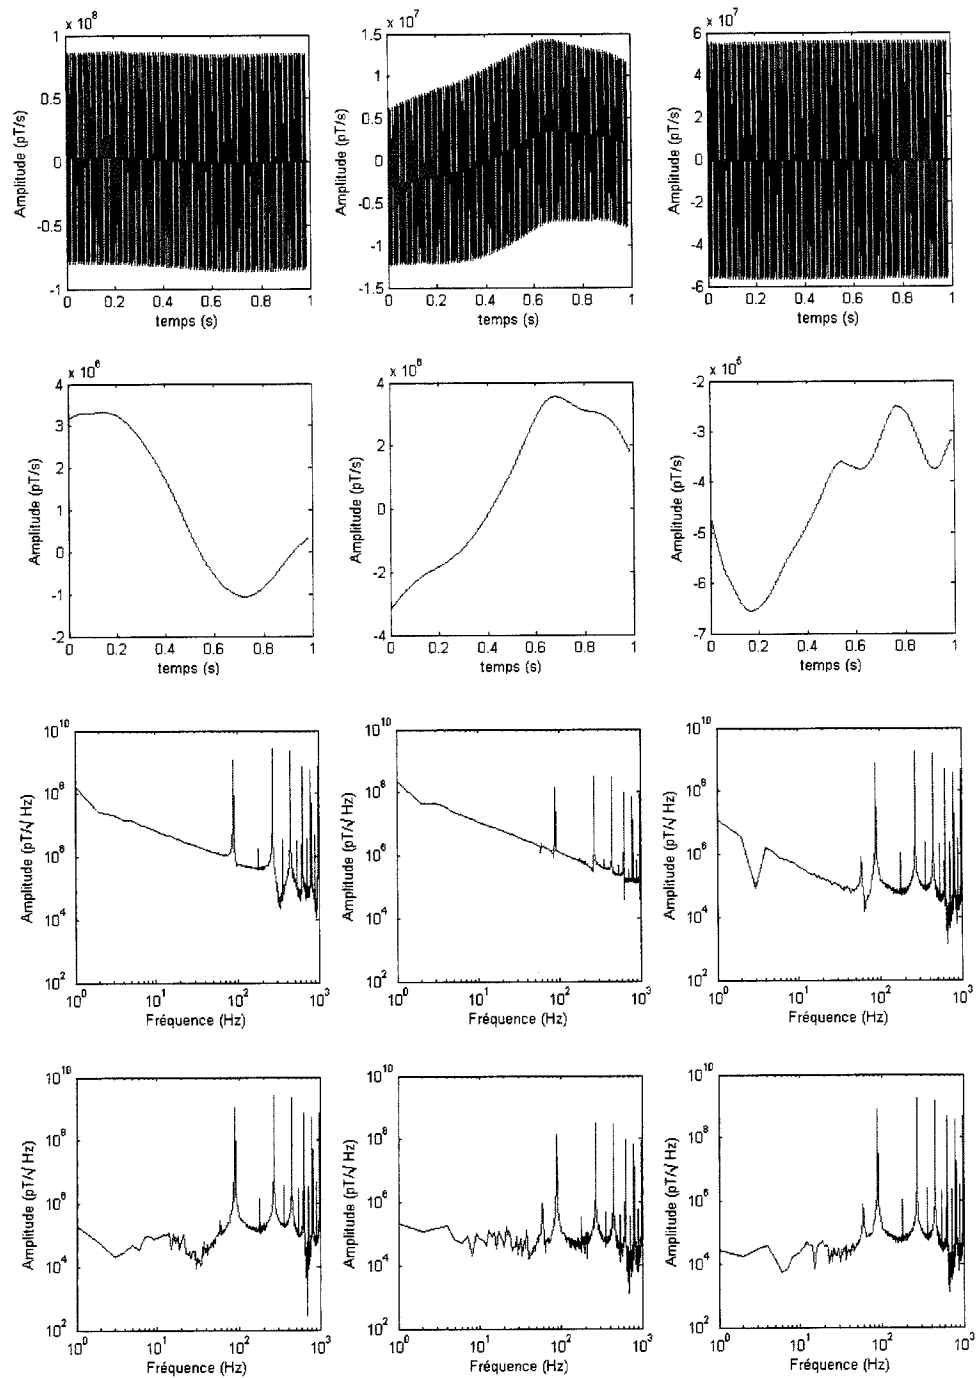 x 10^8
1
0.5
0
-0.5
-1
Amplitude (pT/s)
0 0.2 0.4 0.6 0.8 1
temps (s)
x 10^7
1.5
1
0.5
0
0.5
-1
-1.5
Amplitude (pT/s)
0 0.2 0.4 0.6 0.8 1
temps (s)
x 10^7
6
4
2
0
-2
-4
-6
Amplitude (pT/s)
0 0.2 0.4 0.6 0.8 1
temps (s)
x 10^6
4
3
2
1
0
-1
-2
Amplitude (pT/s)
0 0.2 0.4 0.6 0.8 1
temps (s)
x 10^6
4
2
0
-2
-4
Amplitude (pT/s)
0 0.2 0.4 0.6 0.8 1
temps (s)
x 10^5
-2
-3
-4
-5
-6
-7
Amplitude (pT/s)
0 0.2 0.4 0.6 0.8 1
temps (s)
10^10
10^8
10^6
10^4
10^2
Amplitude (pT/√Hz)
10^0 10^1 10^2 10^3
Fréquence (Hz)
10^10
10^8
10^6
10^4
10^2
Amplitude (pT/√Hz)
10^0 10^1 10^2 10^3
Fréquence (Hz)
10^10
10^8
10^6
10^4
10^2
Amplitude (pT/√Hz)
10^0 10^1 10^2 10^3
Fréquence (Hz)
10^10
10^8
10^6
10^4
10^2
Amplitude (pT/√Hz)
10^0 10^1 10^2 10^3
Fréquence (Hz)
10^10
10^8
10^6
10^4
10^2
Amplitude (pT/√Hz)
10^0 10^1 10^2 10^3
Fréquence (Hz)
10^10
10^8
10^6
10^4
10^2
Amplitude (pT/√Hz)
10^0 10^1 10^2 10^3
Fréquence (Hz)